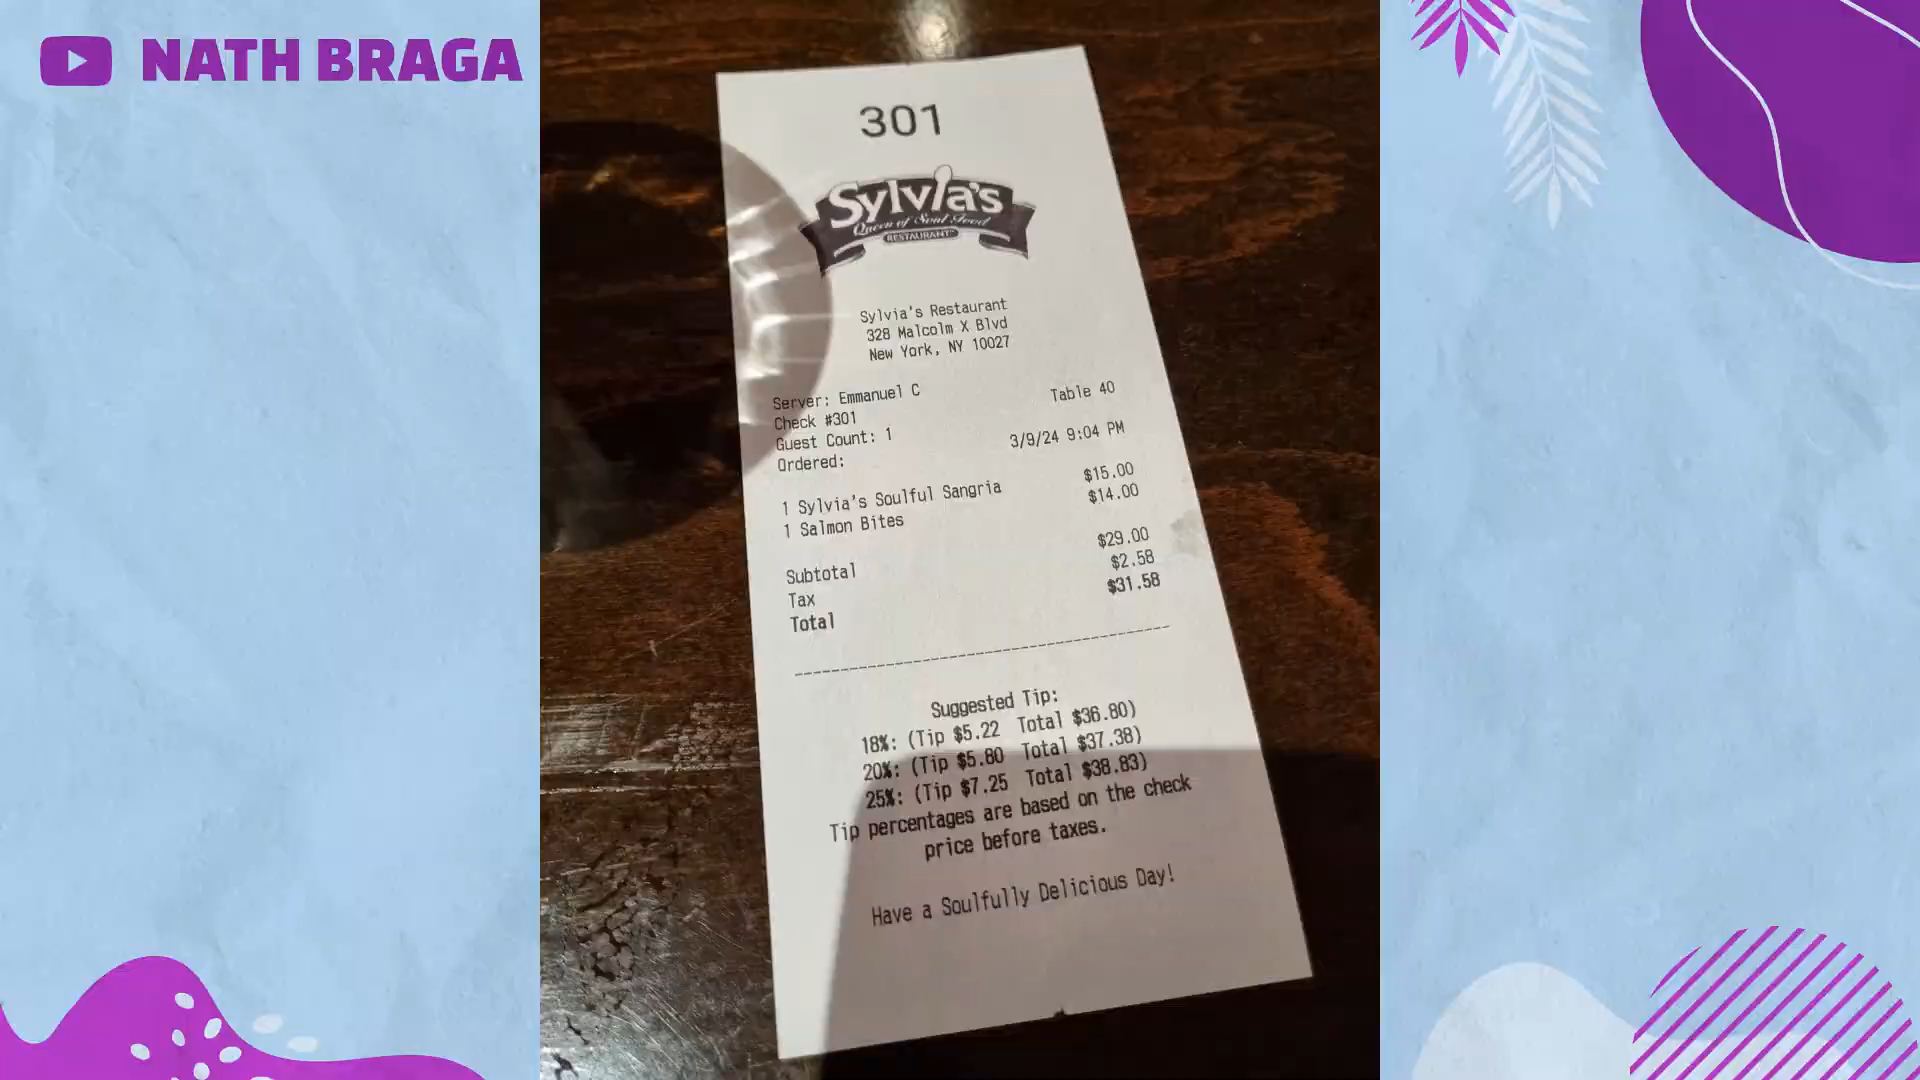 NATH BRAGA
301
Sylvia's
Queen of Soul Food
RESTAURANT
Sylvia's Restaurant
328 Malcolm X Blvd
New York, NY 10027
Server: Emmanuel C
Check #301 Table 40
Guest Count: 1
Ordered: 3/9/24 9:04 PM
1 Sylvia's Soulful Sangria $15.00
1 Salmon Bites $14.00
Subtotal $29.00
Tax $2.58
Total $31.58
Suggested Tip:
18%: (Tip $5.22 Total $36.80)
20%: (Tip $5.80 Total $37.38)
25%: (Tip $7.25 Total $38.83)
Tip percentages are based on the check
price before taxes.
Have a Soulfully Delicious Day!